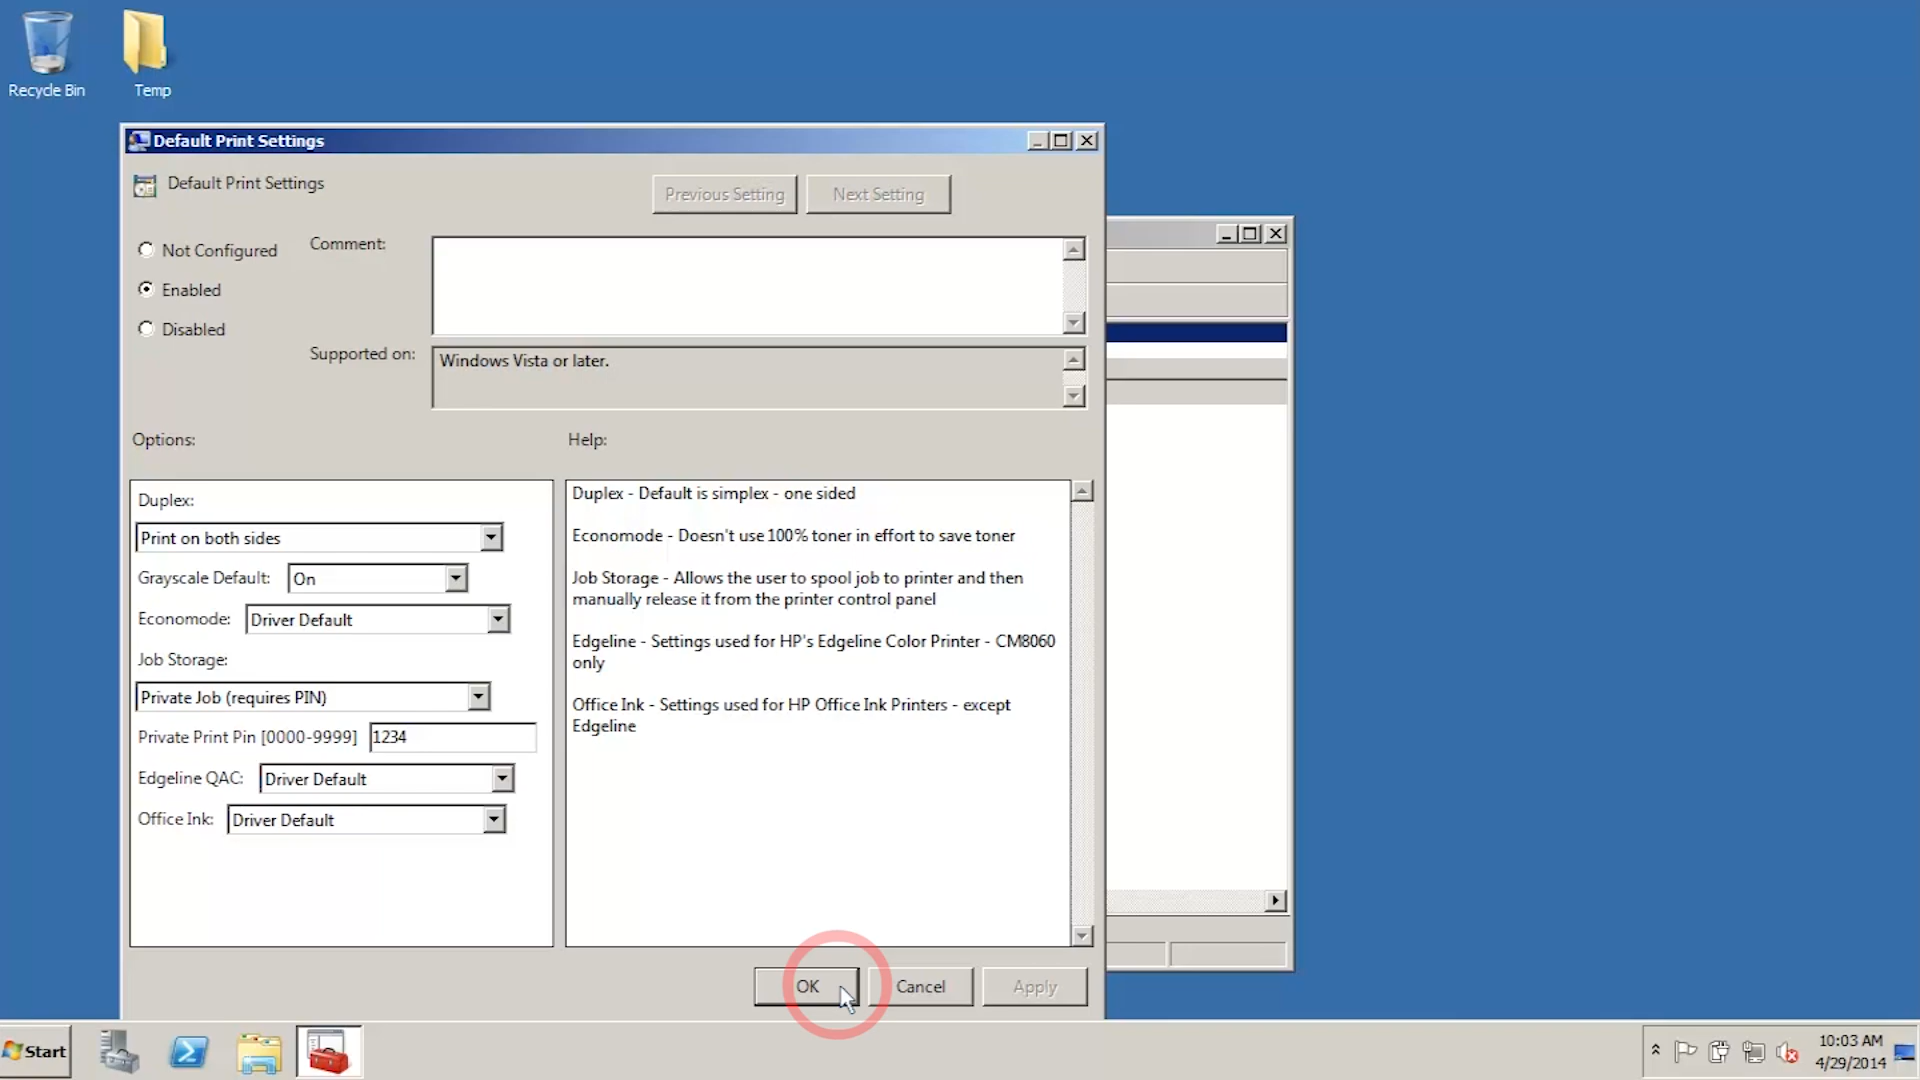 Recycle Bin
Temp
Default Print Settings
Default Print Settings
Previous Setting
Next Setting
Not Configured
Comment:
Enabled
Disabled
Supported on:
Windows Vista or later.
Options:
Help:
Duplex:
Print on both sides
Grayscale Default: On
Economode: Driver Default
Job Storage:
Private Job (requires PIN)
Private Print Pin [0000-9999] 1234
Edgeline QAC: Driver Default
Office Ink: Driver Default
Duplex - Default is simplex - one sided
Economode - Doesn't use 100% toner in effort to save toner
Job Storage - Allows the user to spool job to printer and then
manually release it from the printer control panel
Edgeline - Settings used for HP's Edgeline Color Printer - CM8060
only
Office Ink - Settings used for HP Office Ink Printers - except
Edgeline
OK
Cancel
Apply
Start
10:03 AM
4/29/2014